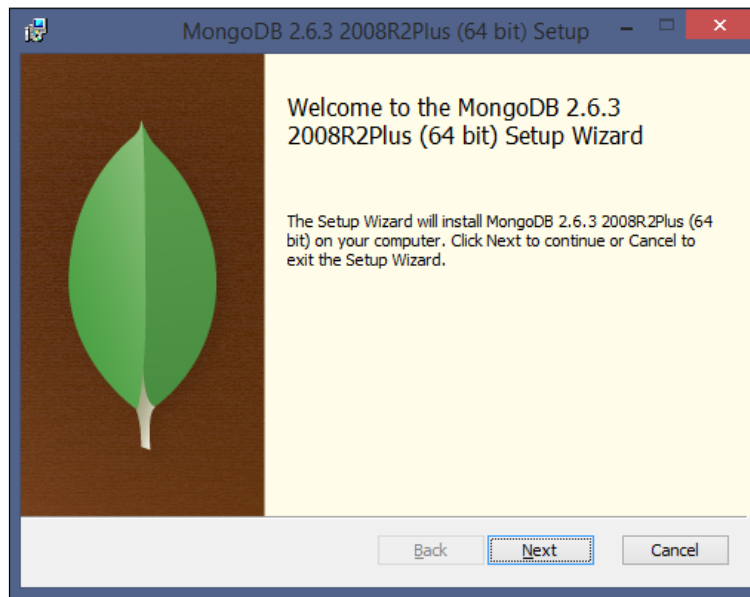 MongoDB 2.6.3 2008R2Plus (64 bit) Setup
Welcome to the MongoDB 2.6.3
2008R2Plus (64 bit) Setup Wizard
The Setup Wizard will install MongoDB 2.6.3 2008R2Plus (64
bit) on your computer. Click Next to continue or Cancel to
exit the Setup Wizard.
Back Next Cancel